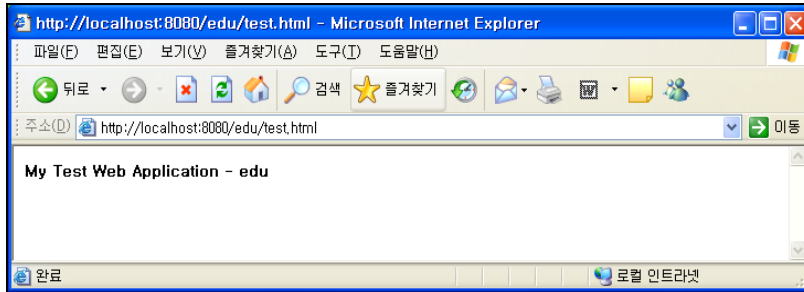 http://localhost:8080/edu/test.html - Microsoft Internet Explorer
파일(F) 편집(E) 보기(V) 즐겨찾기(A) 도구(T) 도움말(H)
뒤로 검색 즐겨찾기
주소(D) http://localhost:8080/edu/test.html 이동
My Test Web Application - edu
완료 로컬 인트라넷